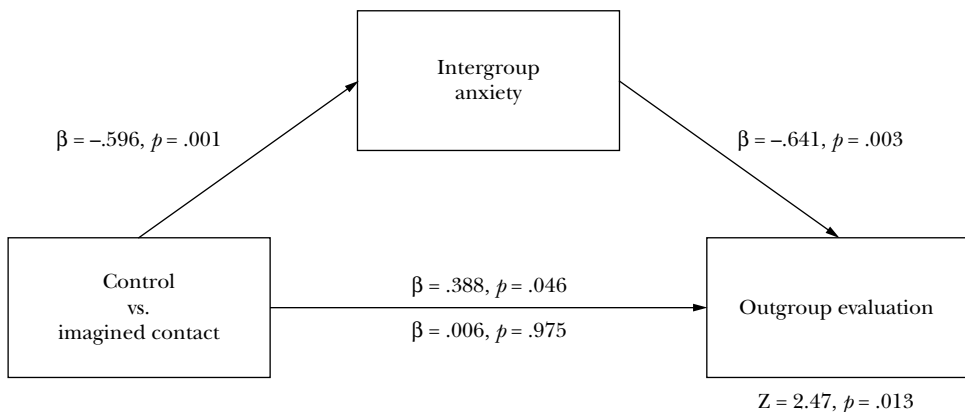 Intergroup
anxiety
β = –.596, p = .001
β = –.641, p = .003
Control
vs.
imagined contact
β = .388, p = .046
β = .006, p = .975
Outgroup evaluation
Z = 2.47, p = .013